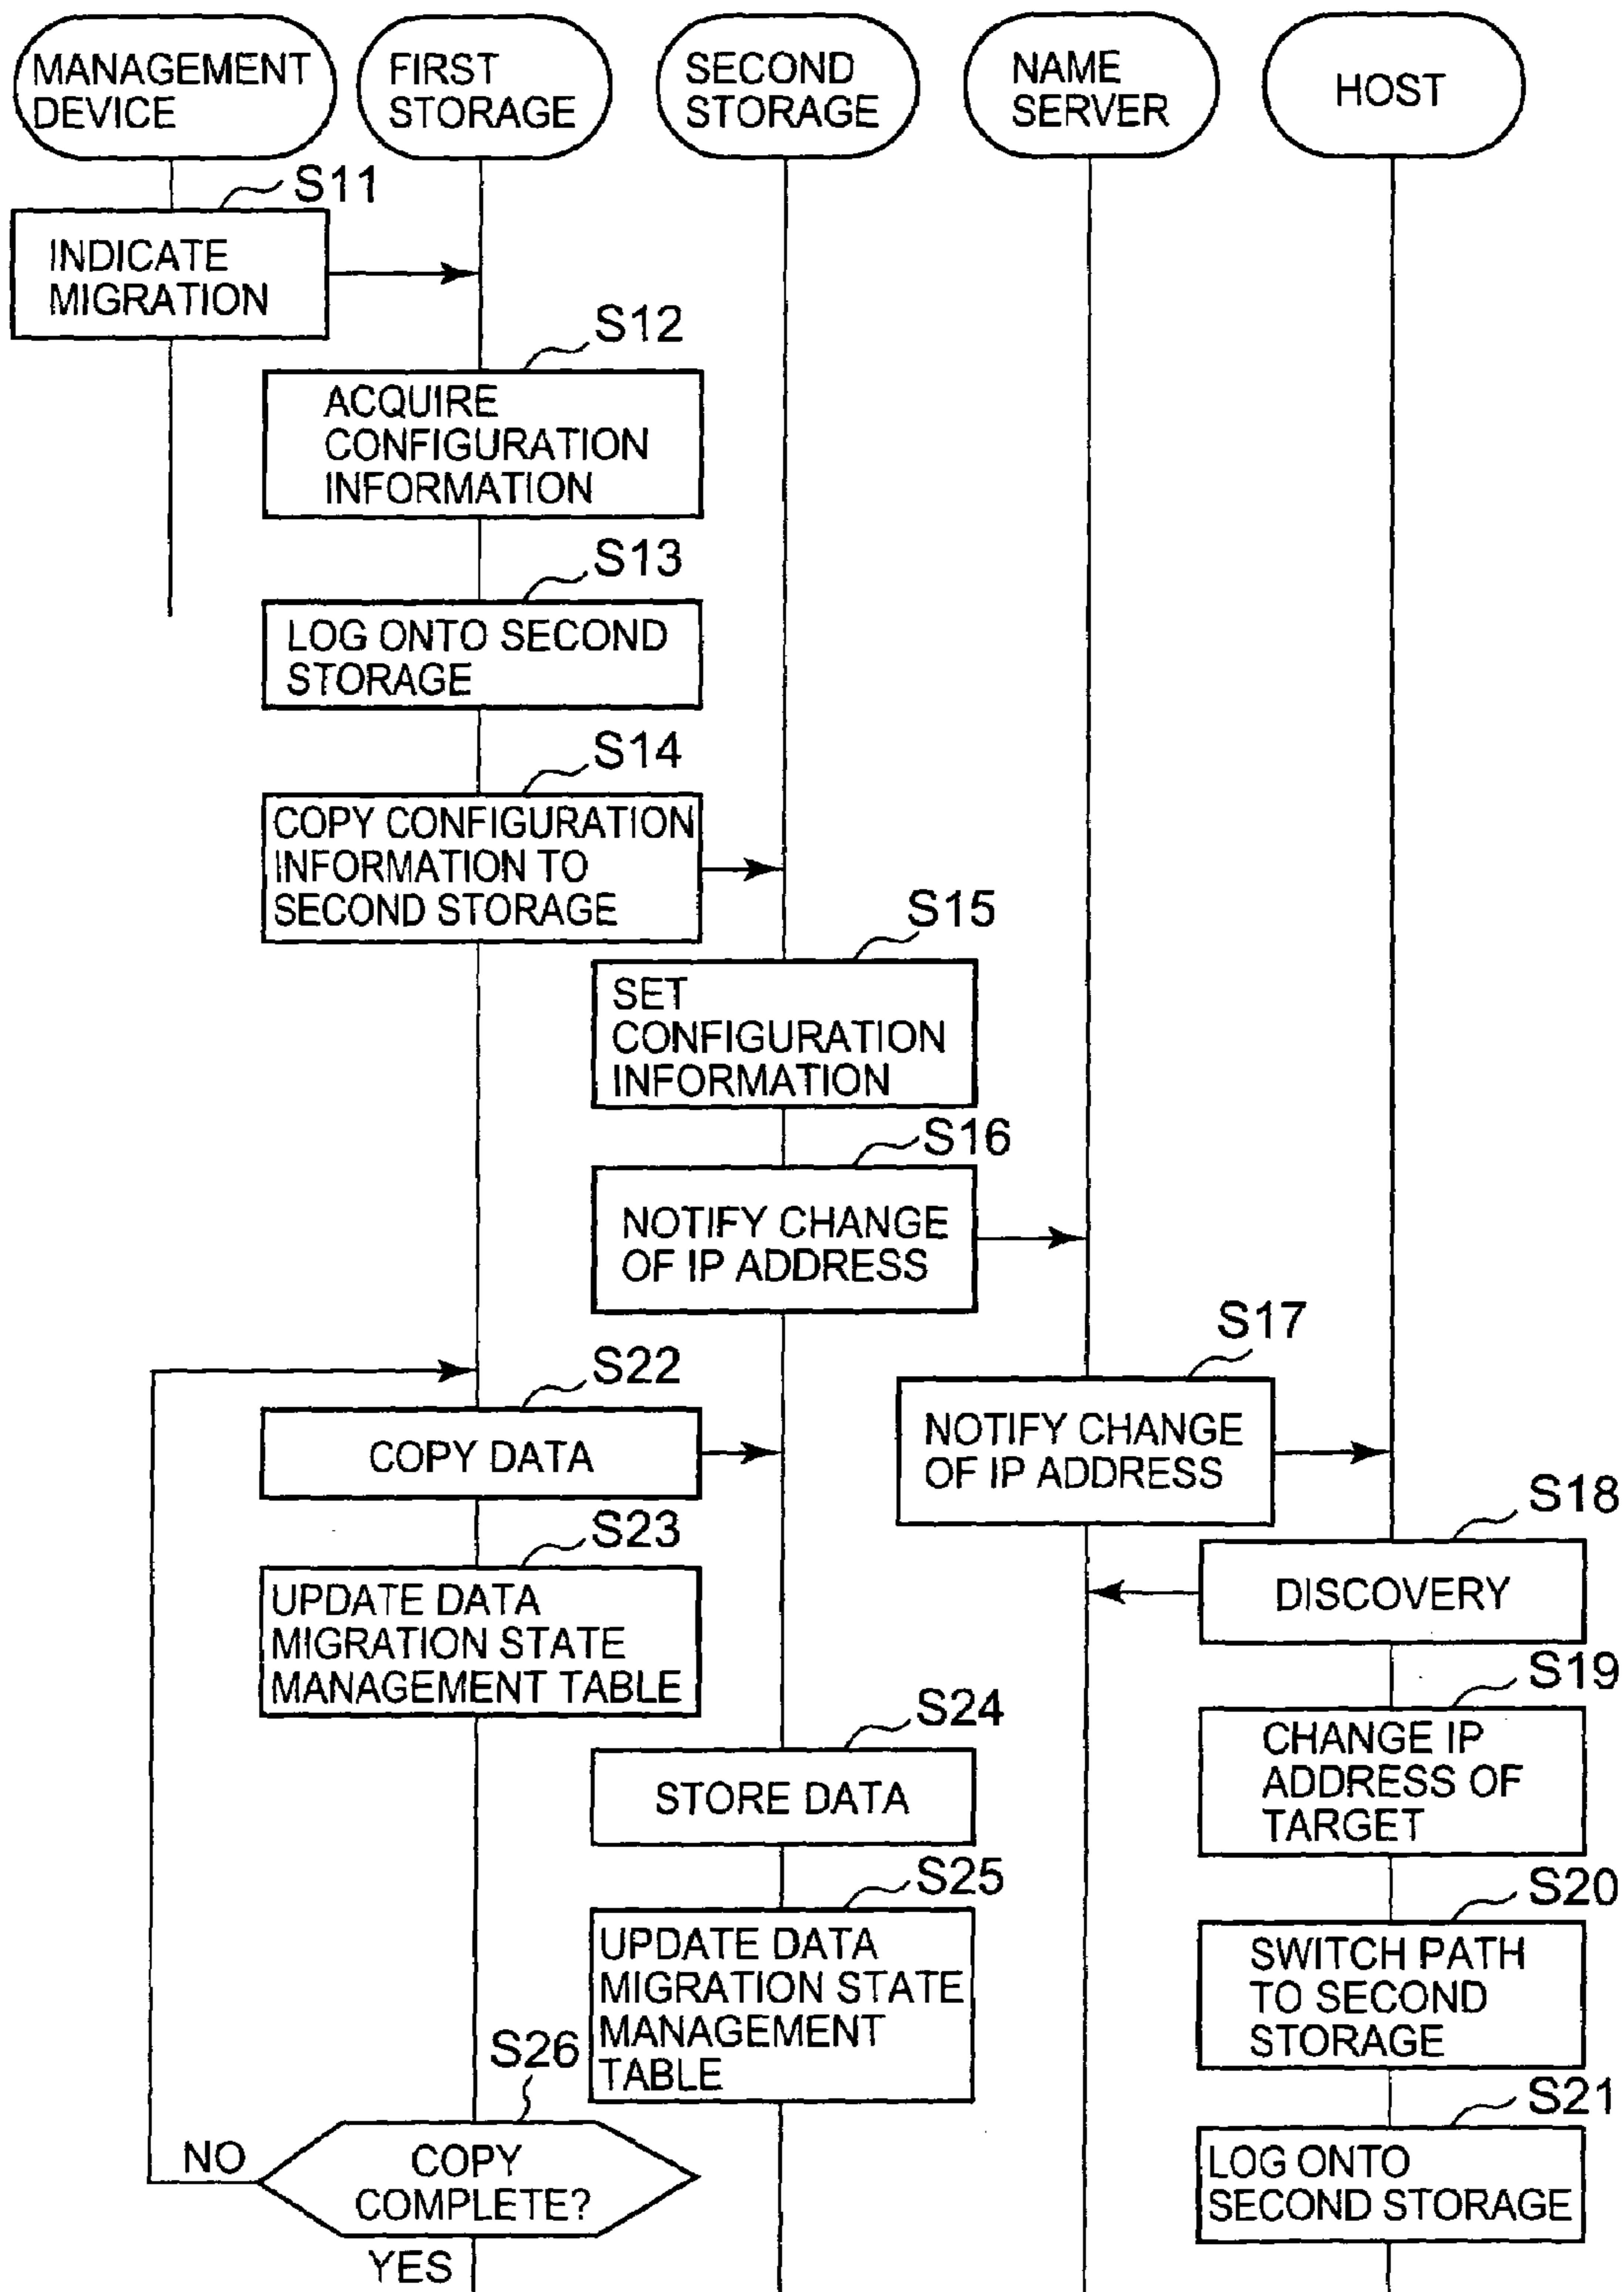 MANAGEMENT
DEVICE
FIRST
STORAGE
SECOND
STORAGE
NAME
SERVER
HOST
S11
INDICATE
MIGRATION
S12
ACQUIRE
CONFIGURATION
INFORMATION
S13
LOG ONTO SECOND
STORAGE
S14
COPY CONFIGURATION
INFORMATION TO
SECOND STORAGE
S15
SET
CONFIGURATION
INFORMATION
S16
NOTIFY CHANGE
OF IP ADDRESS
S17
NOTIFY CHANGE
OF IP ADDRESS
S22
COPY DATA
S18
DISCOVERY
S23
UPDATE DATA
MIGRATION STATE
MANAGEMENT TABLE
S19
CHANGE IP
ADDRESS OF
TARGET
S24
STORE DATA
S25
UPDATE DATA
MIGRATION STATE
MANAGEMENT
TABLE
S20
SWITCH PATH
TO SECOND
STORAGE
S26
COPY
COMPLETE?
NO
YES
S21
LOG ONTO
SECOND STORAGE